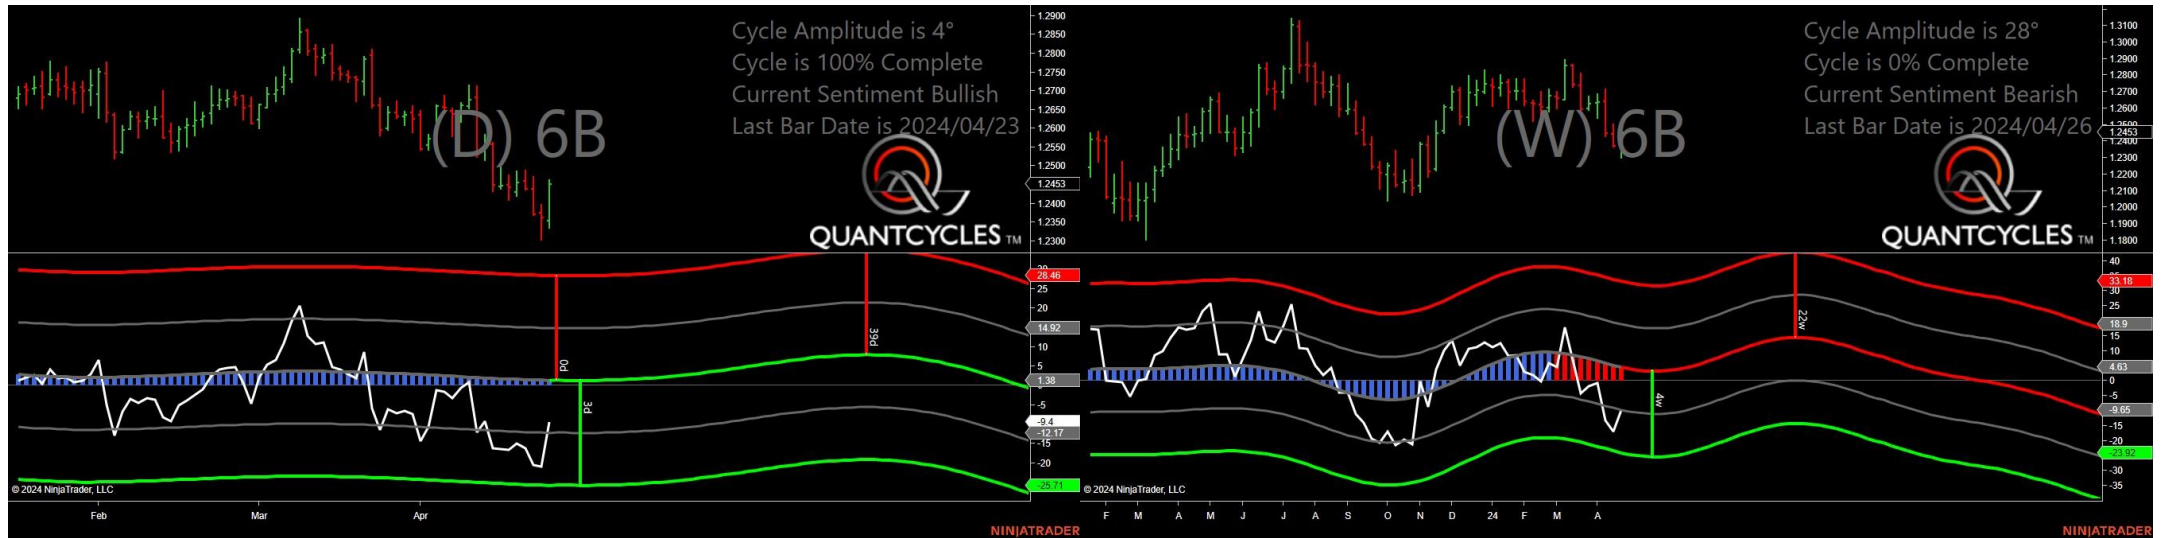 Cycle Amplitude is 4°
Cycle is 100% Complete
Current Sentiment Bullish
Last Bar Date is 2024/04/23
(D) 6B
QUANTCYCLES TM
1.2900
1.2850
1.2800
1.2750
1.2700
1.2650
1.2600
1.2550
1.2500
1.2453
1.2400
1.2350
1.2300
28.46
25
20
14.92
10
5
1.38
-5
-9.4
-12.17
-15
-20
-25.71
0d
3d
39d
© 2024 NinjaTrader, LLC
Feb Mar Apr
NINJATRADER
Cycle Amplitude is 28°
Cycle is 0% Complete
Current Sentiment Bearish
Last Bar Date is 2024/04/26
(W) 6B
QUANTCYCLES TM
1.3100
1.3000
1.2900
1.2800
1.2700
1.2600
1.2453
1.2300
1.2200
1.2100
1.2000
1.1900
1.1800
40
33.18
30
25
18.9
15
10
4.63
0
-5
-9.65
-15
-20
-23.92
-30
-35
4w
22w
© 2024 NinjaTrader, LLC
F M A M J J A S O N D 24 F M A
NINJATRADER